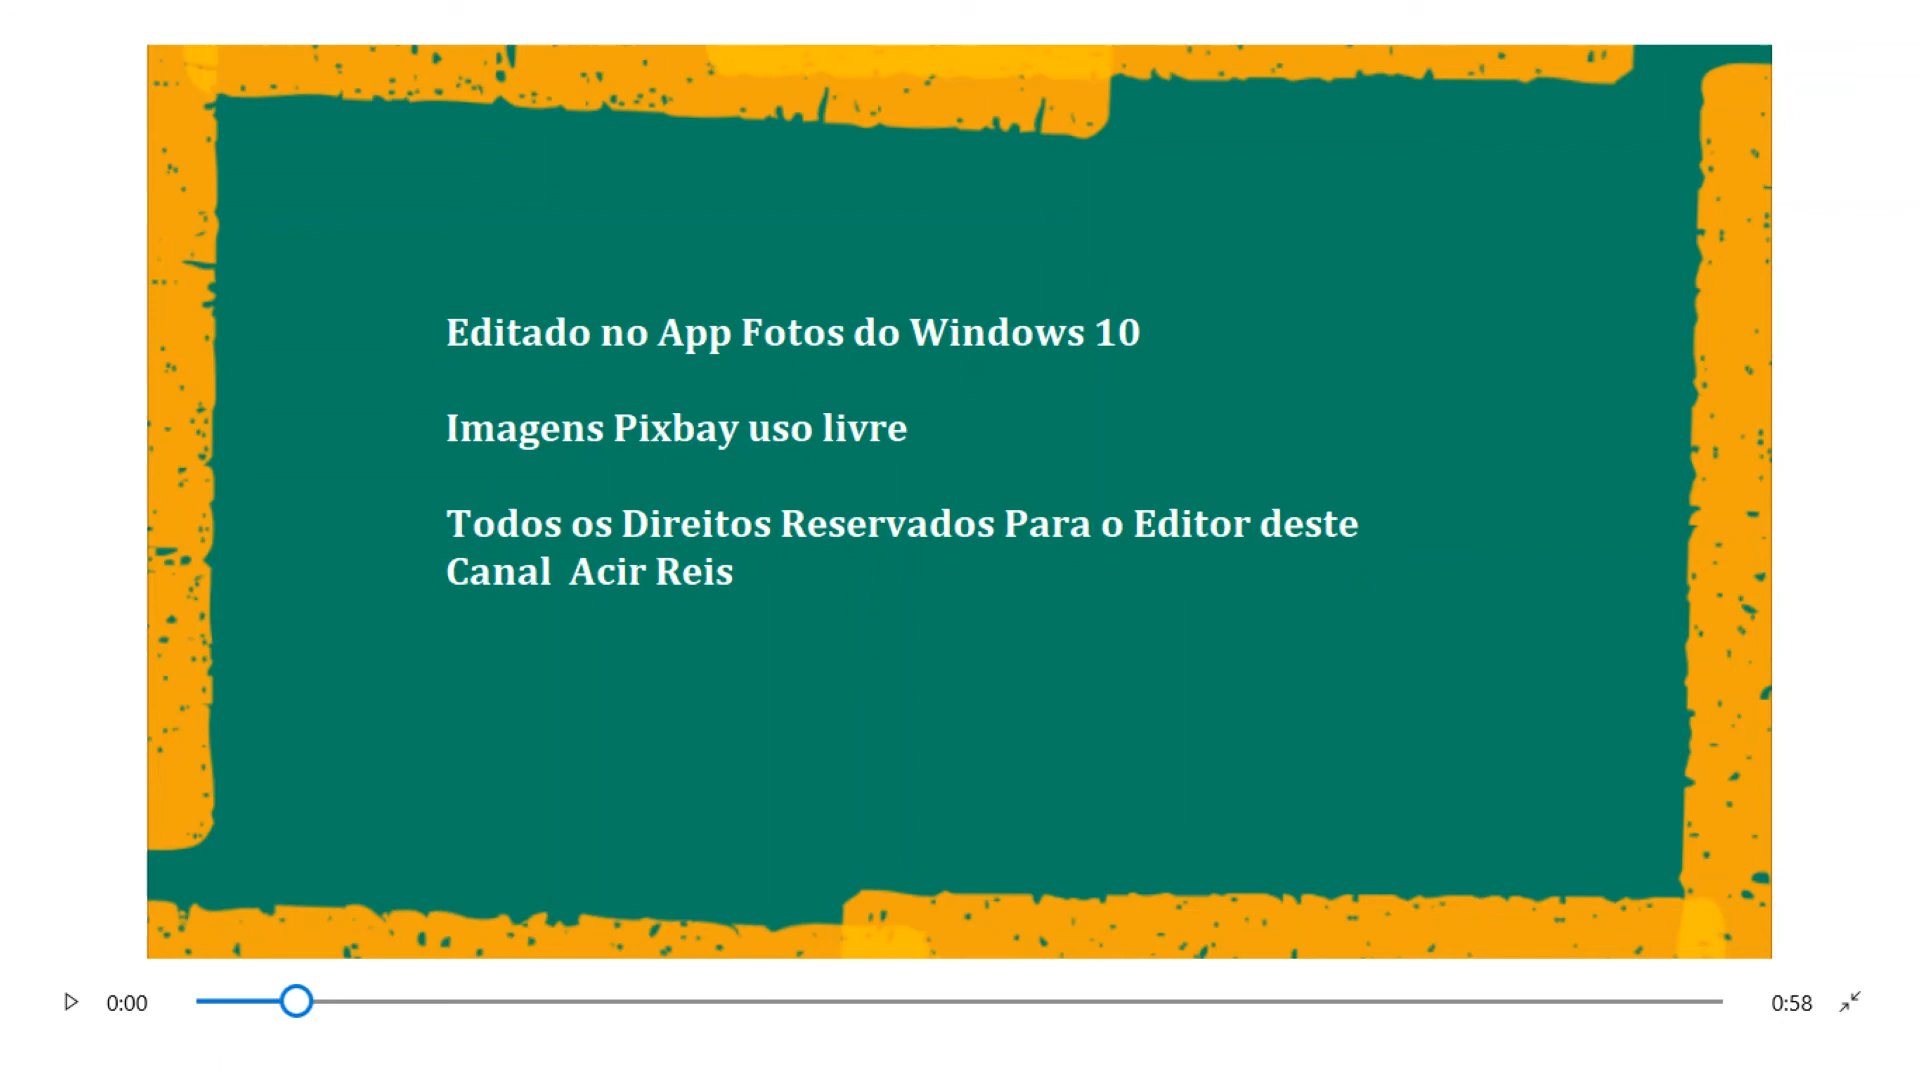 Editado no App Fotos do Windows 10
Imagens Pixbay uso livre
Todos os Direitos Reservados Para o Editor deste
Canal  Acir Reis
0:00
0:58